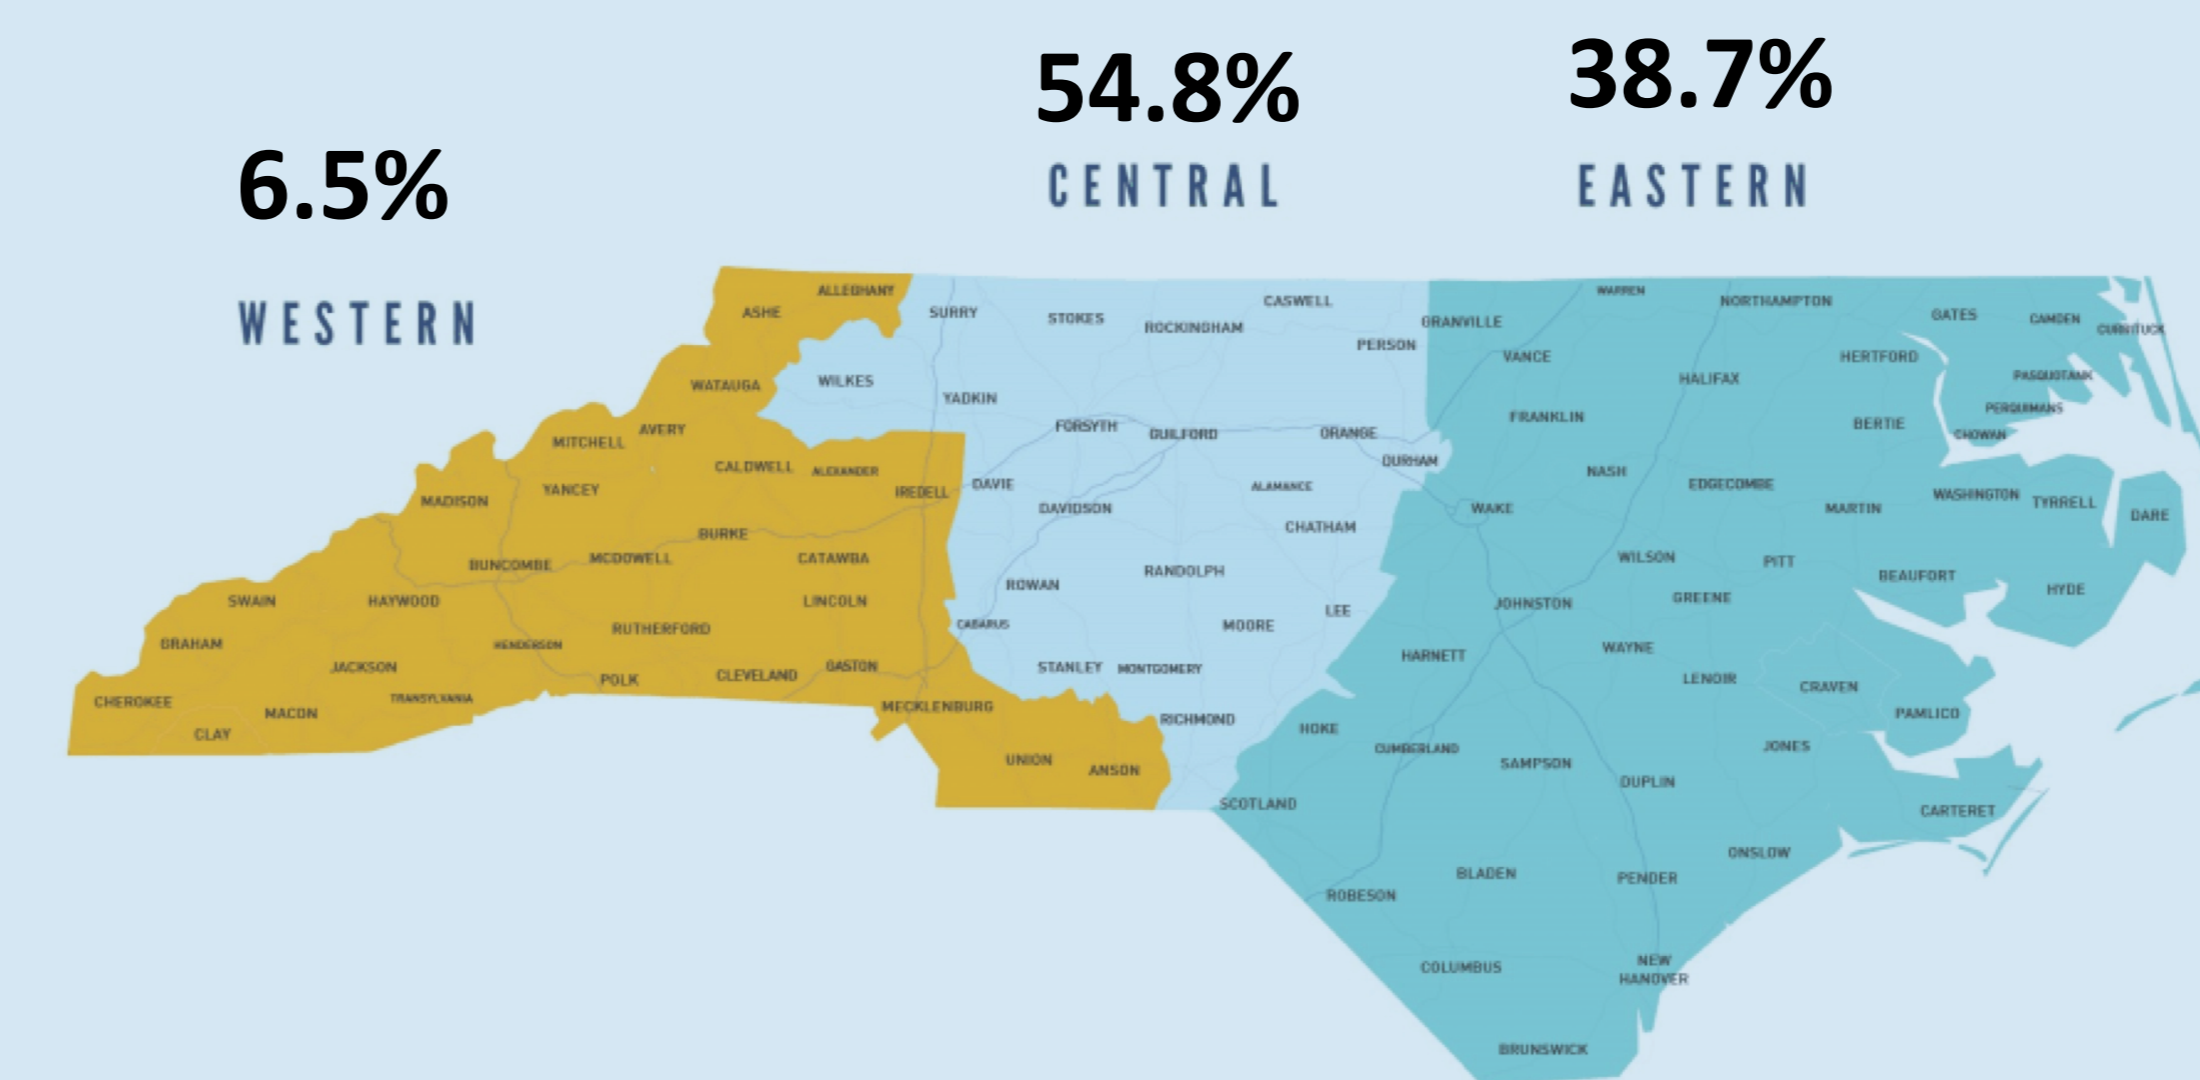 54.8%
38.7%
6.5%
CENTRAL
EASTERN
WESTERN
ALLEGHANY
ASHE
SURRY
STOKES
ROCKINGHAM
CASWELL
PERSON
GRANVILLE
WARREN
NORTHAMPTON
GATES
CAMDEN
CURRITUCK
VANCE
HERTFORD
HALIFAX
PASQUOTANK
WATAUGA
WILKES
YADKIN
PERQUIMANS
FRANKLIN
BERTIE
CHOWAN
MITCHELL
AVERY
FORSYTH
GUILFORD
ORANGE
DURHAM
CALDWELL
ALEXANDER
NASH
EDGECOMBE
MADISON
YANCEY
IREDELL
DAVIE
ALAMANCE
WASHINGTON
TYRRELL
DAVIDSON
CHATHAM
WAKE
MARTIN
DARE
BURKE
BUNCOMBE
MCDOWELL
CATAWBA
WILSON
PITT
ROWAN
RANDOLPH
BEAUFORT
HYDE
SWAIN
HAYWOOD
LINCOLN
JOHNSTON
GREENE
CABARUS
MOORE
LEE
GRAHAM
HENDERSON
RUTHERFORD
HARNETT
WAYNE
JACKSON
POLK
CLEVELAND
GASTON
STANLEY
MONTGOMERY
LENOIR
CRAVEN
CHEROKEE
CLAY
MACON
TRANSYLVANIA
MECKLENBURG
RICHMOND
HOKE
PAMLICO
CUMBERLAND
JONES
UNION
ANSON
SAMPSON
DUPLIN
SCOTLAND
CARTERET
ONSLOW
BLADEN
PENDER
ROBESON
COLUMBUS
NEW
HANOVER
BRUNSWICK